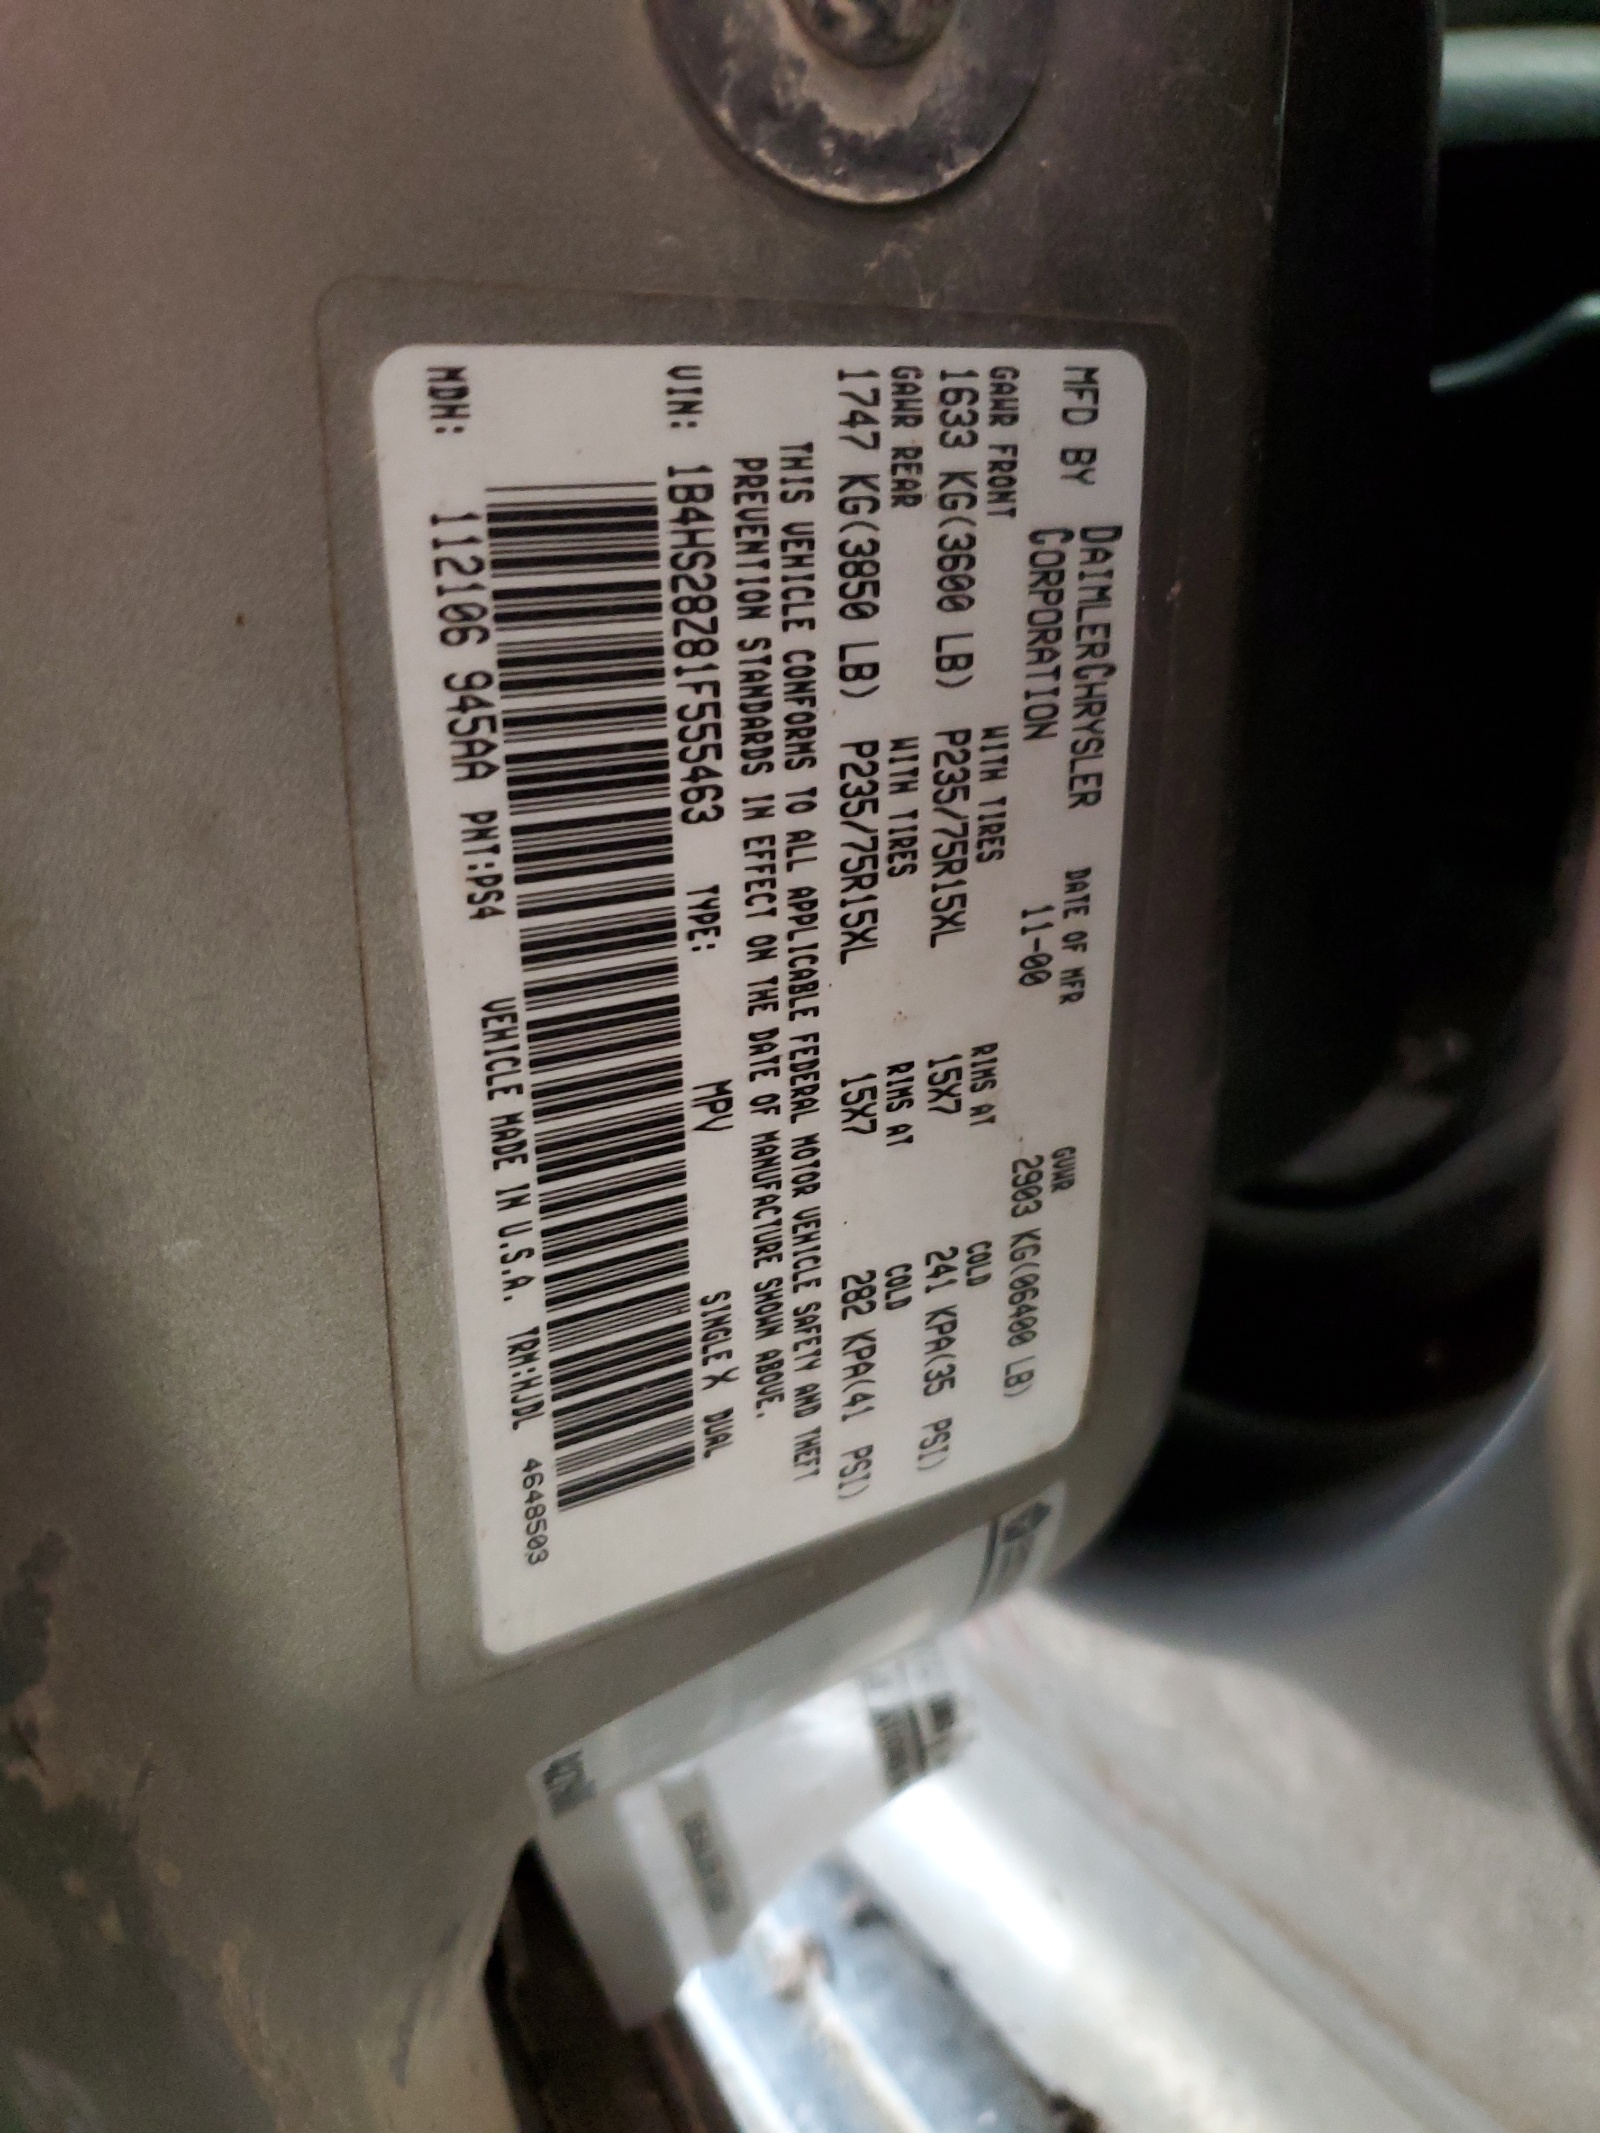 MFD BY DAIMLERCHRYSLER CORPORATION DATE OF MFR 11-00 GVWR 2903 KG(06400 LB)
GAWR FRONT WITH TIRES RIMS AT COLD
1633 KG(3600 LB) P235/75R15XL 15X7 241 KPA(35 PSI)
GAWR REAR WITH TIRES RIMS AT COLD
1747 KG(3850 LB) P235/75R15XL 15X7 282 KPA(41 PSI)
THIS VEHICLE CONFORMS TO ALL APPLICABLE FEDERAL MOTOR VEHICLE SAFETY AND THEFT
PREVENTION STANDARDS IN EFFECT ON THE DATE OF MANUFACTURE SHOWN ABOVE.
VIN: 1B4HS28Z81F555463 TYPE: MPV SINGLE X DUAL
MDH: 112106 945AA PNT:PS4 VEHICLE MADE IN U.S.A. TRM:HJDL 4648503